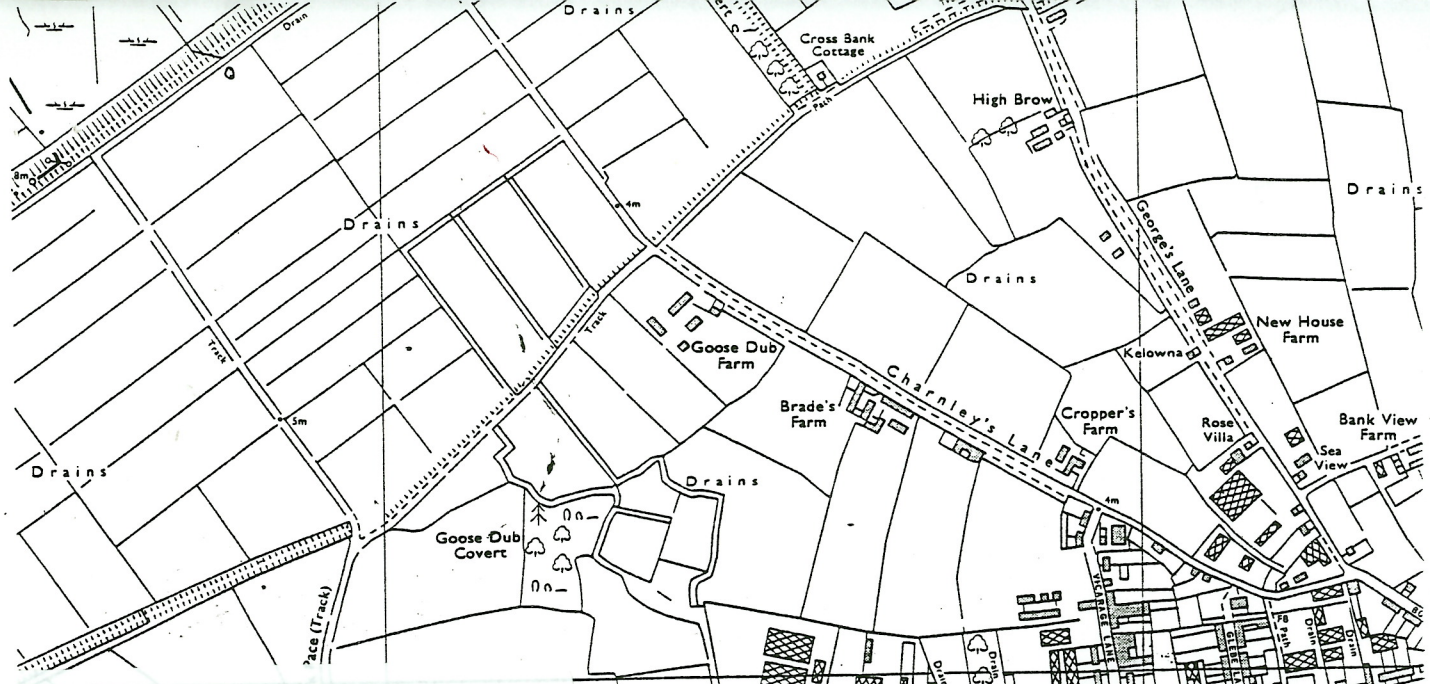 Drains
Drain
Cross Bank
Cottage
Path
High Brow
8m
Drains
4m
Drains
George's Lane
Drains
Track
Track
Goose Dub
Farm
New House
Farm
Kelowna
Charnley's Lane
Brade's
Farm
Cropper's
Farm
Rose
Villa
Bank View
Farm
Sea
View
5m
Drains
Drains
4m
Goose Dub
Covert
Pace (Track)
VICARAGE LANE
FB
Path
Drain
Drain
Drain
Drain